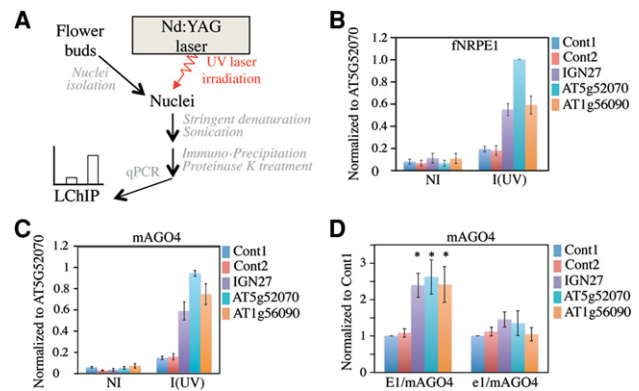 A
Flower
buds
Nd:YAG
laser
UV laser
irradiation
Nuclei
isolation
Nuclei
Stringent denaturation
Sonication
Immuno-Precipitation
Proteinase K treatment
qPCR
LChIP
B
fNRPE1
Normalized to AT5G52070
1.2
1
0.8
0.6
0.4
0.2
0
NI
I(UV)
Cont1
Cont2
IGN27
AT5g52070
AT1g56090
C
mAGO4
Normalized to AT5G52070
1.2
1
0.8
0.6
0.4
0.2
0
NI
I(UV)
Cont1
Cont2
IGN27
AT5g52070
AT1g56090
D
mAGO4
Normalized to Cont1
3
2
1
0
* * *
E1/mAGO4
e1/mAGO4
Cont1
Cont2
IGN27
AT5g52070
AT1g56090